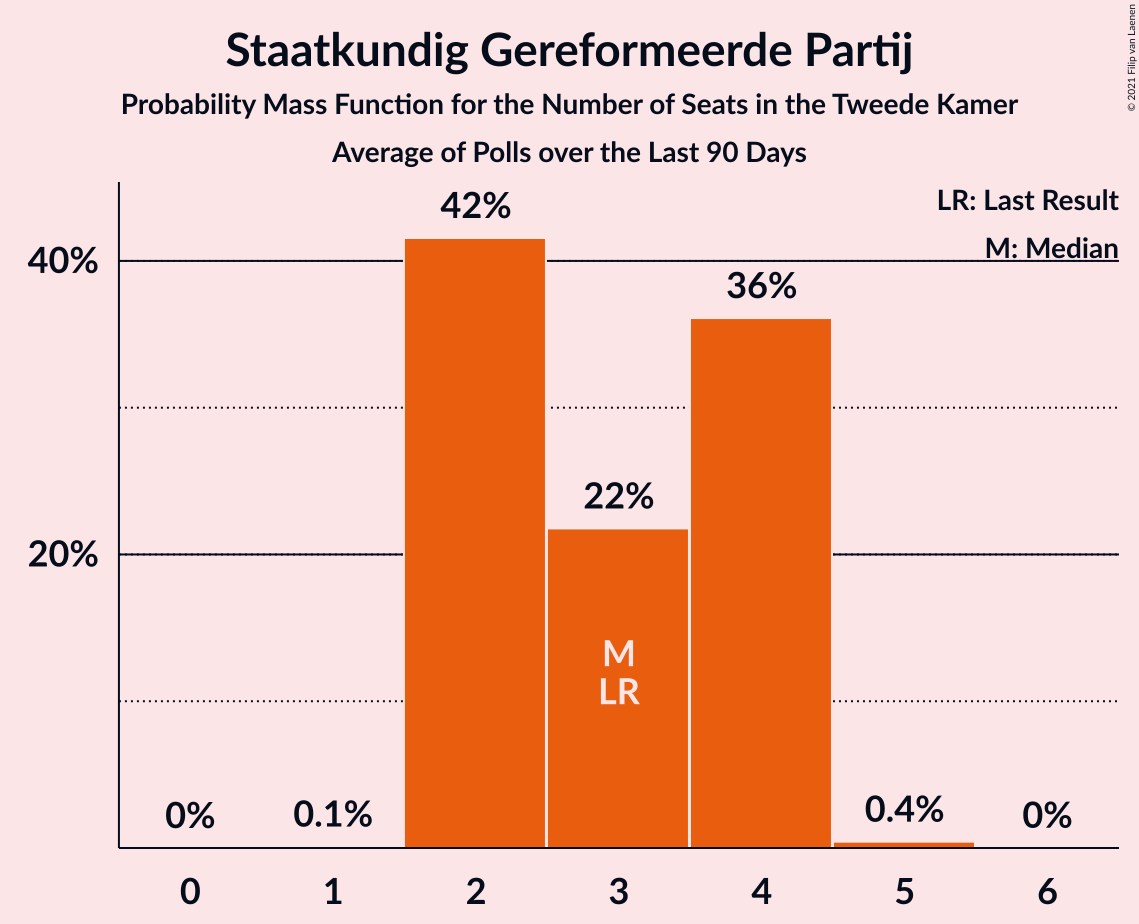 Staatkundig Gereformeerde Partij
Probability Mass Function for the Number of Seats in the Tweede Kamer
Average of Polls over the Last 90 Days
© 2021 Filip van Laenen
LR: Last Result
M: Median
40%
20%
0%
0.1%
42%
22%
36%
0.4%
0%
M
LR
0
1
2
3
4
5
6